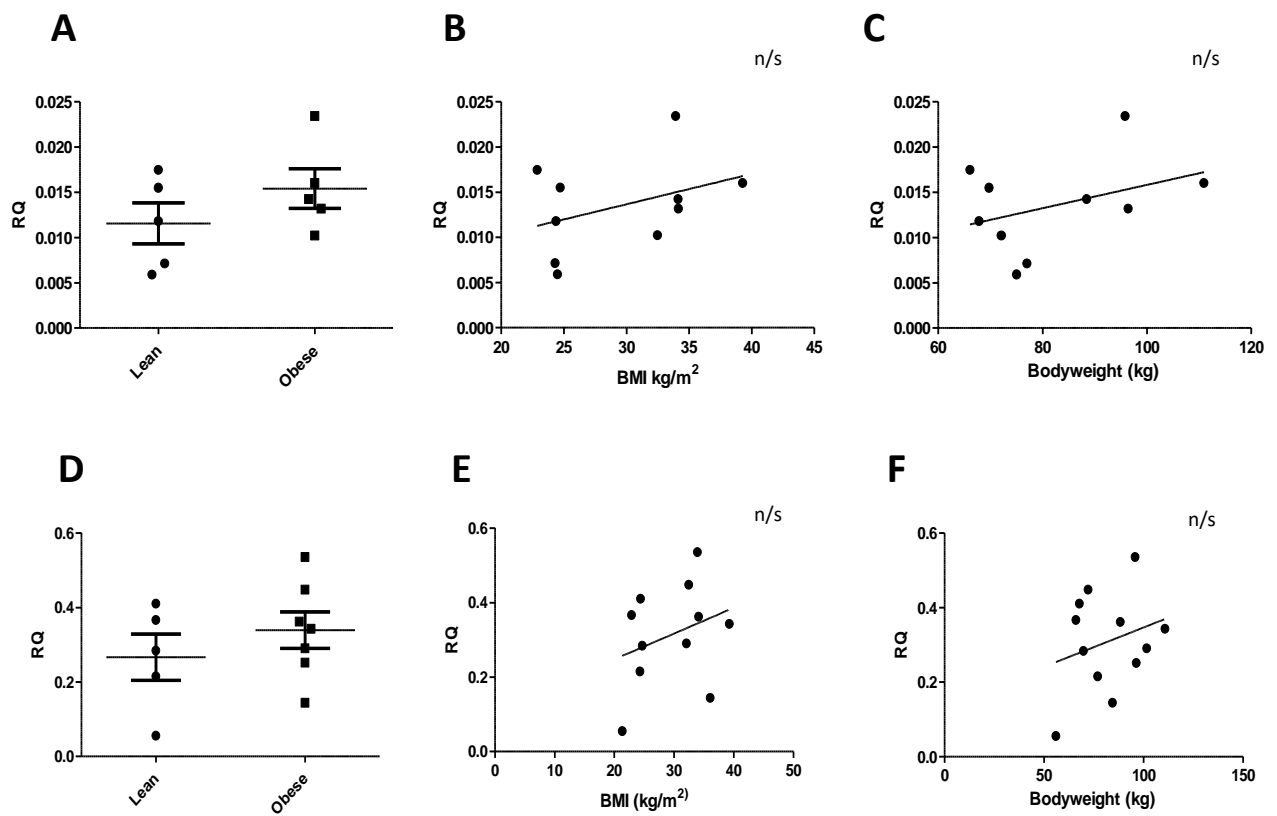 A
B
C
n/s
n/s
0.025
0.020
0.015
0.010
0.005
0.000
RQ
Lean
Obese
0.025
0.020
0.015
0.010
0.005
0.000
RQ
20 25 30 35 40 45
BMI kg/m²
0.025
0.020
0.015
0.010
0.005
0.000
RQ
60 80 100 120
Bodyweight (kg)
D
E
F
n/s
n/s
0.6
0.4
0.2
0.0
RQ
Lean
Obese
0.6
0.4
0.2
0.0
RQ
0 10 20 30 40 50
BMI (kg/m²)
0.6
0.4
0.2
0.0
RQ
0 50 100 150
Bodyweight (kg)